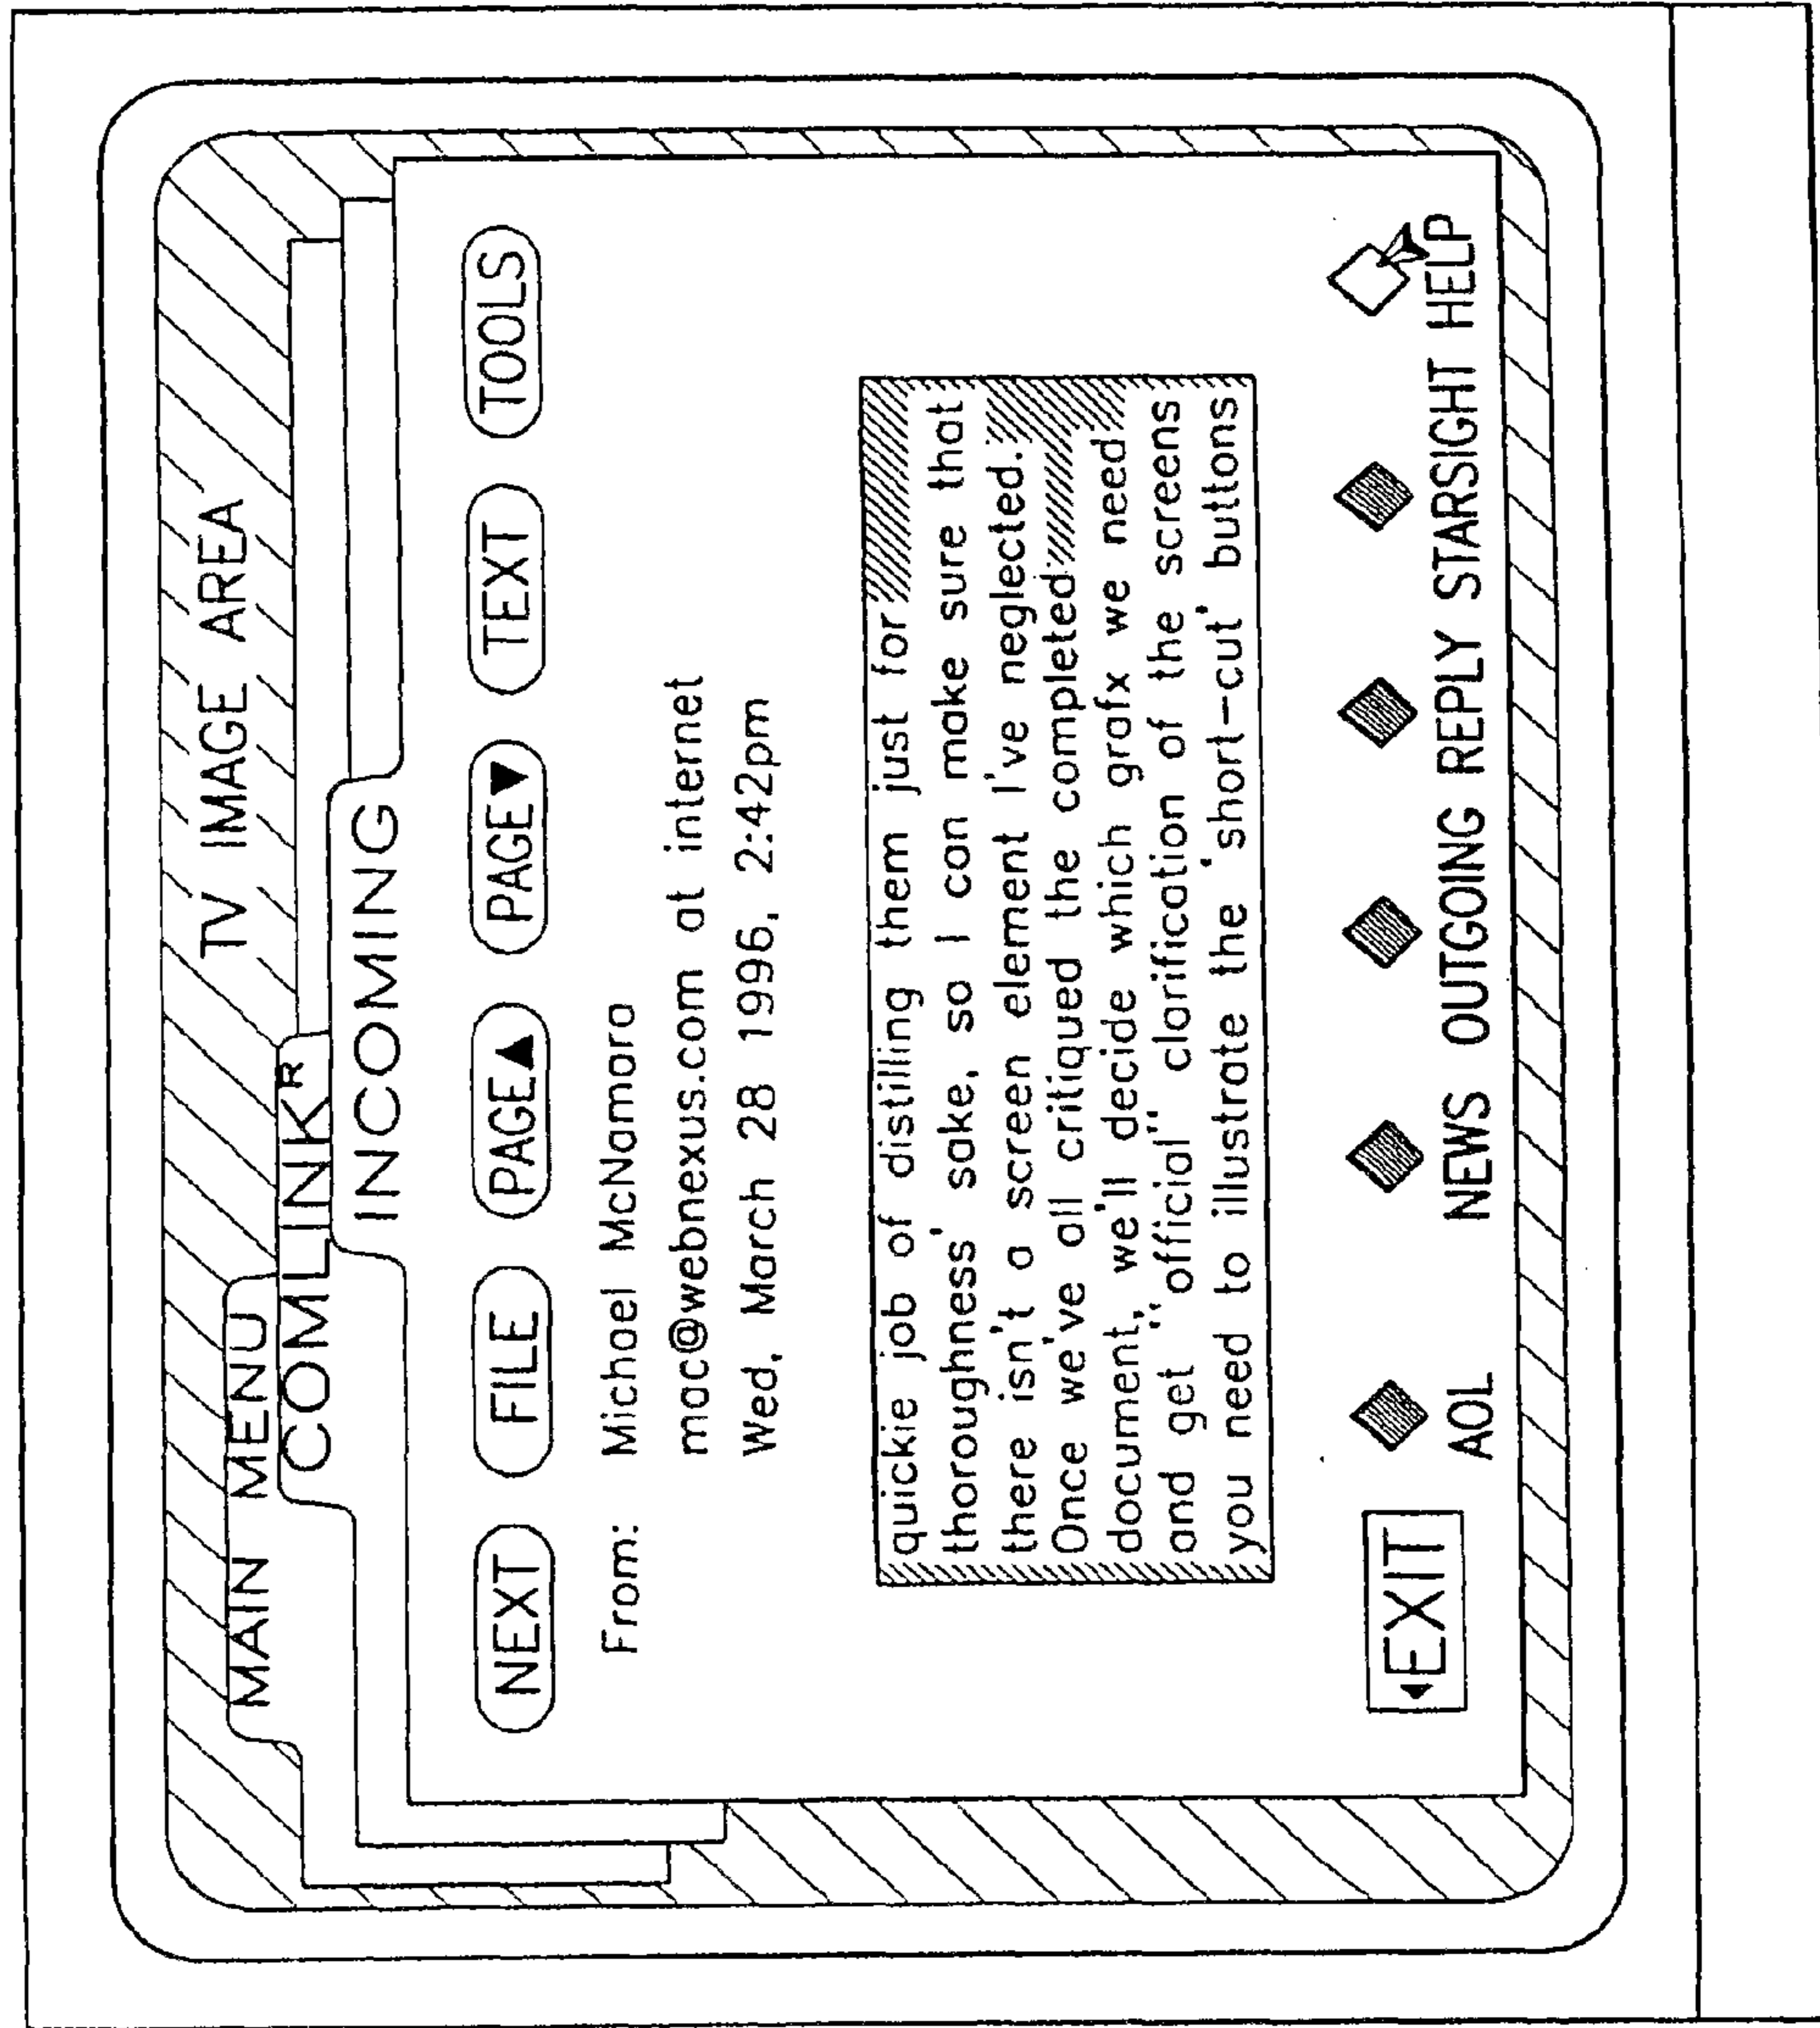 TV IMAGE AREA
MAIN MENU
COMLINK R
INCOMING
NEXT FILE PAGE▲ PAGE▼ TEXT TOOLS
From: Michael McNamara
mac@webnexus.com at internet
Wed, March 28 1996, 2:42pm
quickie job of distilling them just for
thoroughness' sake, so I can make sure that
there isn't a screen element I've neglected.
Once we've all critiqued the completed
document, we'll decide which grafx we need
and get "official" clarification of the screens
you need to illustrate the 'short-cut' buttons
◂EXIT AOL NEWS OUTGOING REPLY STARSIGHT HELP